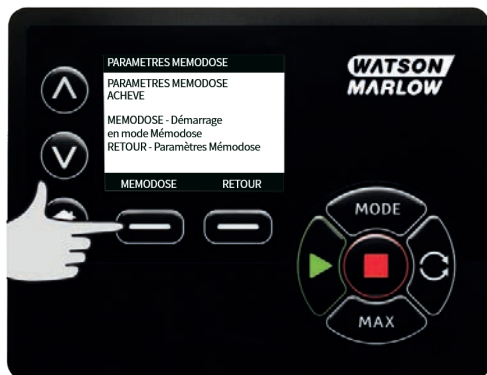 PARAMETRES MEMODOSE
PARAMETRES MEMODOSE
ACHEVE
MEMODOSE - Démarrage
en mode Mémodose
RETOUR - Paramètres Mémodose
MEMODOSE RETOUR
WATSON
MARLOW
MODE
MAX